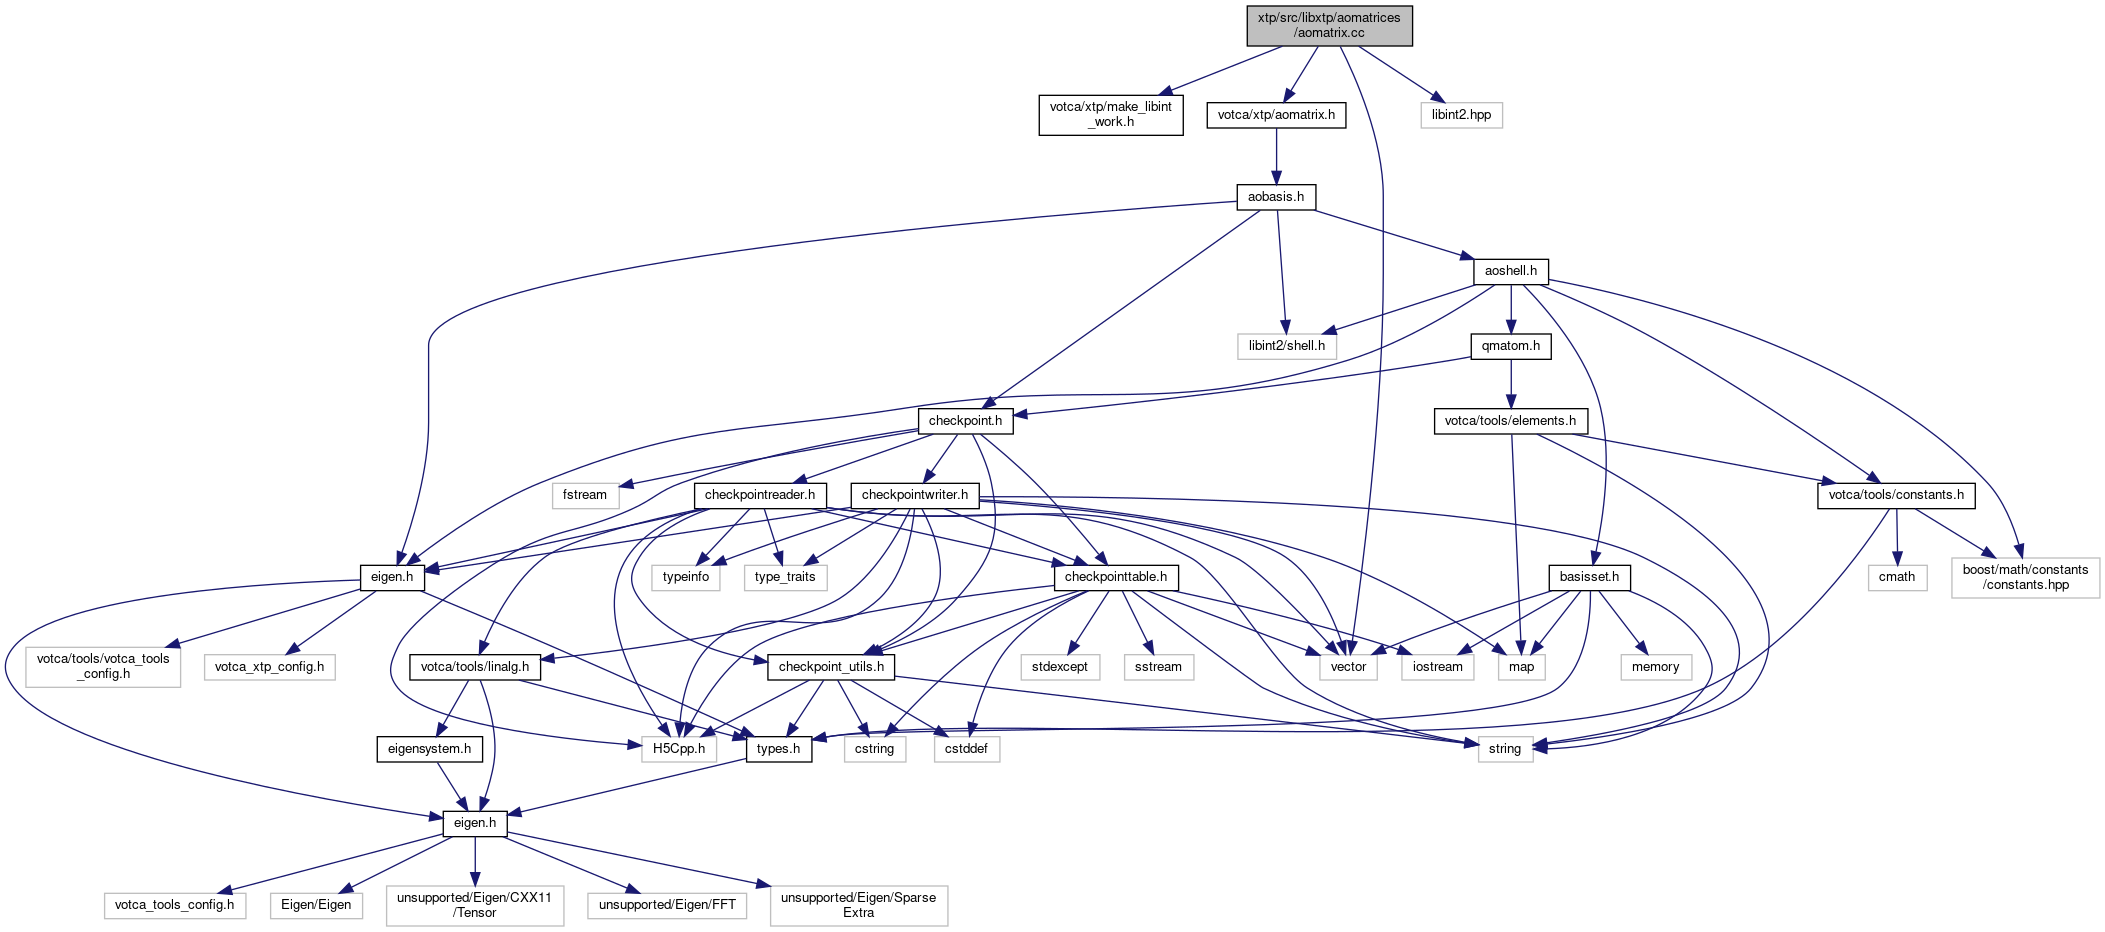 xtp/src/libxtp/aomatrices
/aomatrix.cc
votca/xtp/make_libint
_work.h
votca/xtp/aomatrix.h
libint2.hpp
aobasis.h
aoshell.h
libint2/shell.h
qmatom.h
checkpoint.h
votca/tools/elements.h
fstream
checkpointreader.h
checkpointwriter.h
votca/tools/constants.h
eigen.h
typeinfo
type_traits
checkpointtable.h
basisset.h
cmath
boost/math/constants
/constants.hpp
votca/tools/votca_tools
_config.h
votca_xtp_config.h
votca/tools/linalg.h
checkpoint_utils.h
stdexcept
sstream
vector
iostream
map
memory
eigensystem.h
H5Cpp.h
types.h
cstring
cstddef
string
eigen.h
votca_tools_config.h
Eigen/Eigen
unsupported/Eigen/CXX11
/Tensor
unsupported/Eigen/FFT
unsupported/Eigen/Sparse
Extra